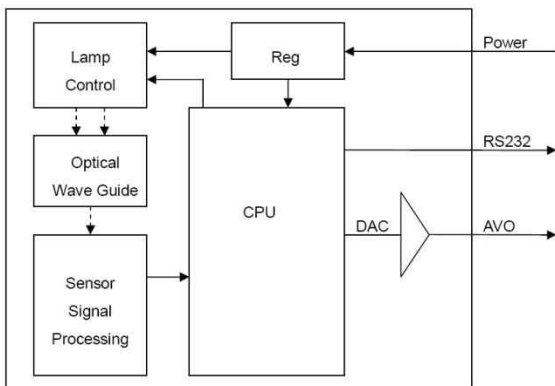 Lamp
Control
Reg
Power
RS232
Optical
Wave Guide
CPU
DAC
AVO
Sensor
Signal
Processing